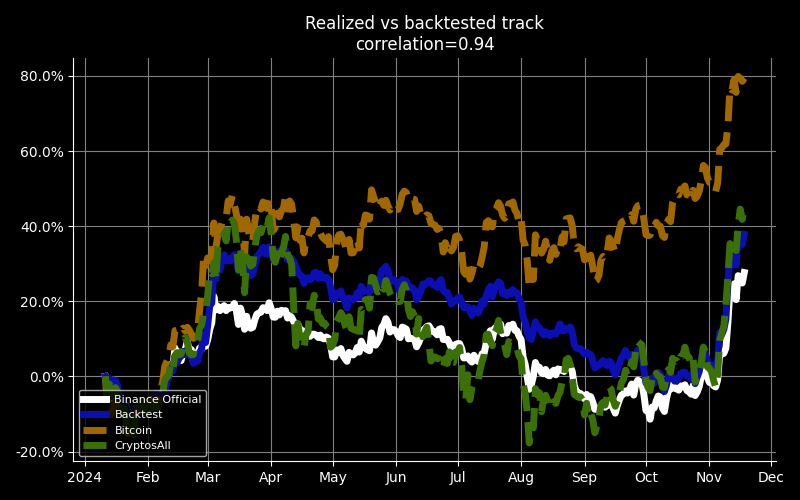 Realized vs backtested track
correlation=0.94
80.0%
60.0%
40.0%
20.0%
0.0%
-20.0%
Binance Official
Backtest
Bitcoin
CryptosAll
2024 Feb Mar Apr May Jun Jul Aug Sep Oct Nov Dec